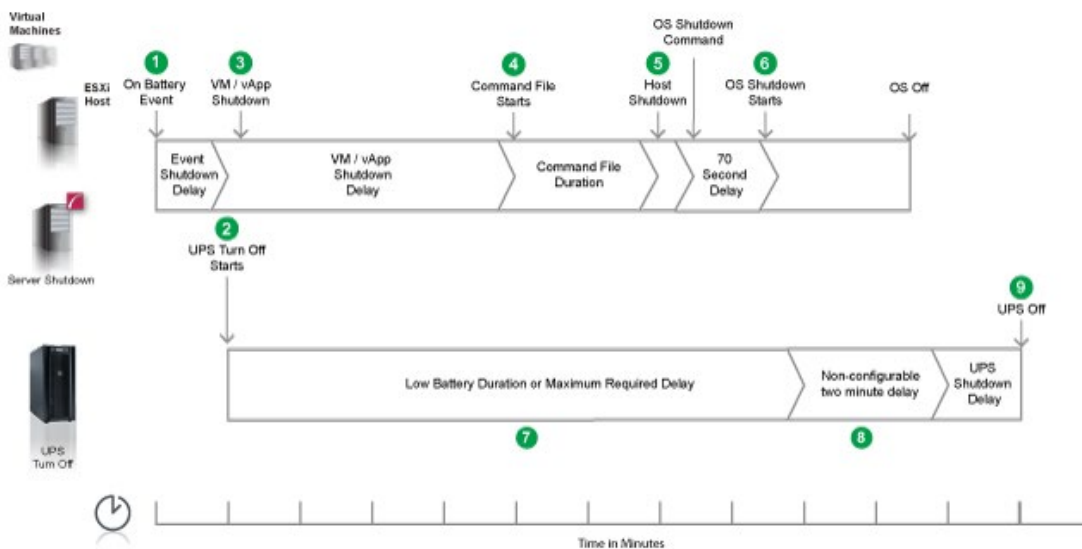 Virtual
Machines
ESXi
Host
1
On Battery
Event
3
VM / vApp
Shutdown
4
Command File
Starts
5
Host
Shutdown
OS Shutdown
Command
6
OS Shutdown
Starts
OS Off
Event
Shutdown
Delay
VM / vApp
Shutdown
Delay
Command File
Duration
70
Second
Delay
Server Shutdown
2
UPS Turn Off
Starts
9
UPS Off
Low Battery Duration or Maximum Required Delay
Non-configurable
two minute delay
UPS
Shutdown
Delay
7
8
UPS
Turn Off
Time in Minutes